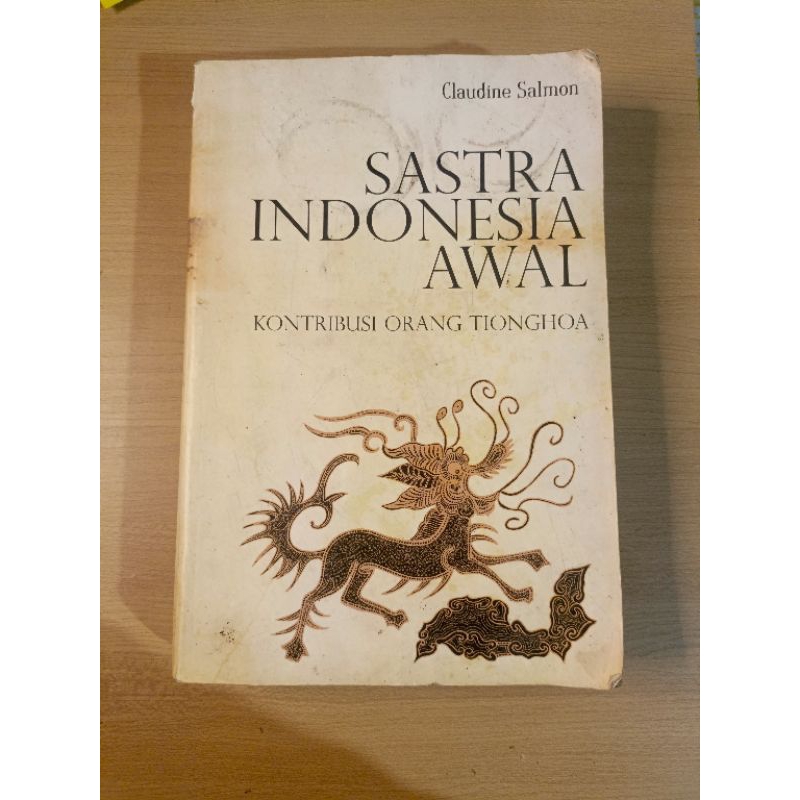 Claudine Salmon
SASTRA
INDONESIA
AWAL
KONTRIBUSI ORANG TIONGHOA